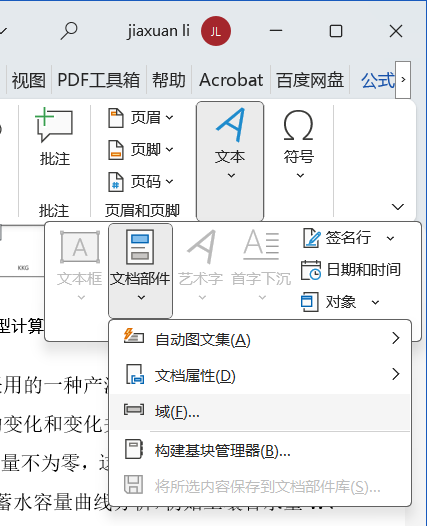 jiaxuan li JL
视图 PDF工具箱 帮助 Acrobat 百度网盘 公式
批注
页眉
页脚
页码
文本
符号
批注
页眉和页脚
文本框
文档部件
艺术字
首字下沉
签名行
日期和时间
对象
KKG
型计算
自动图文集(A)
文档属性(D)
域(F)...
构建基块管理器(B)...
将所选内容保存到文档部件库(S)...
用的一种产
变化和变化
量不为零，
蓄水容量曲线